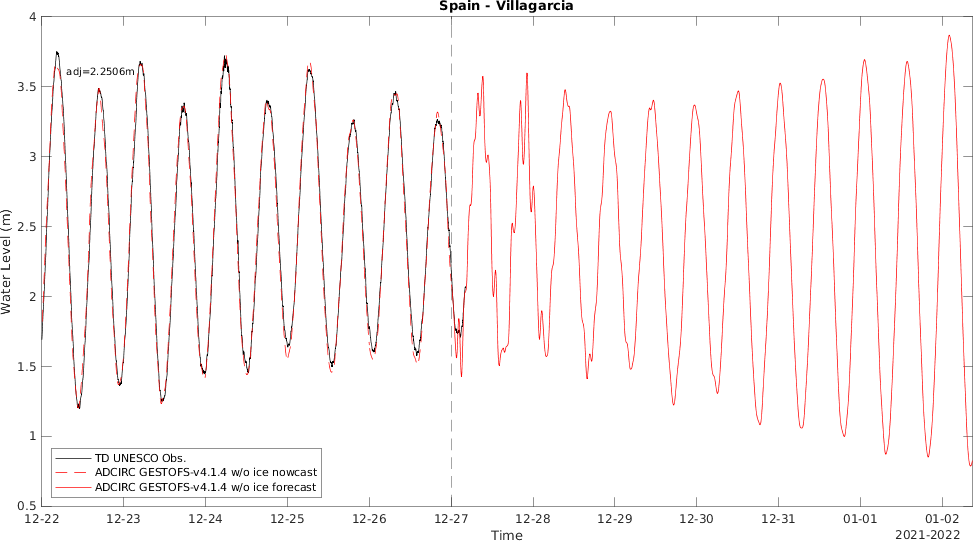 Spain - Villagarcia
4
3.5
3
2.5
2
1.5
1
0.5
Water Level (m)
adj=2.2506m
TD UNESCO Obs.
ADCIRC GESTOFS-v4.1.4 w/o ice nowcast
ADCIRC GESTOFS-v4.1.4 w/o ice forecast
12-22 12-23 12-24 12-25 12-26 12-27 12-28 12-29 12-30 12-31 01-01 01-02
Time
2021-2022